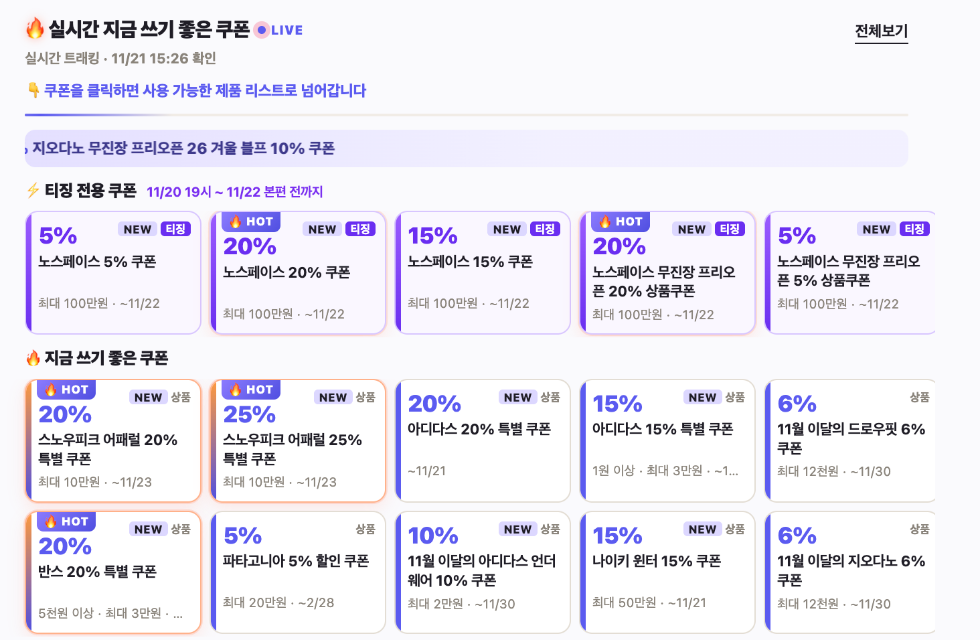 실시간 지금 쓰기 좋은 쿠폰 LIVE
전체보기
실시간 트래킹 · 11/21 15:26 확인
쿠폰을 클릭하면 사용 가능한 제품 리스트로 넘어갑니다
지오다노 무진장 프리오픈 26 겨울 블프 10% 쿠폰
티징 전용 쿠폰 11/20 19시 ~ 11/22 본편 전까지
5% NEW 티징
노스페이스 5% 쿠폰
최대 100만원 · ~11/22
HOT
20% NEW 티징
노스페이스 20% 쿠폰
최대 100만원 · ~11/22
15% NEW 티징
노스페이스 15% 쿠폰
최대 100만원 · ~11/22
HOT
20% NEW 티징
노스페이스 무진장 프리오
픈 20% 상품쿠폰
최대 100만원 · ~11/22
5% NEW 티징
노스페이스 무진장 프리오
픈 5% 상품쿠폰
최대 100만원 · ~11/22
지금 쓰기 좋은 쿠폰
HOT
20% NEW 상품
스노우피크 어패럴 20%
특별 쿠폰
최대 10만원 · ~11/23
HOT
25% NEW 상품
스노우피크 어패럴 25%
특별 쿠폰
최대 10만원 · ~11/23
20% NEW 상품
아디다스 20% 특별 쿠폰
~11/21
15% NEW 상품
아디다스 15% 특별 쿠폰
1원 이상 · 최대 3만원 · ~1...
6% 상품
11월 이달의 드로우핏 6%
쿠폰
최대 12천원 · ~11/30
HOT
20% NEW 상품
반스 20% 특별 쿠폰
5천원 이상 · 최대 3만원 · ...
5% 상품
파타고니아 5% 할인 쿠폰
최대 20만원 · ~2/28
10% NEW 상품
11월 이달의 아디다스 언더
웨어 10% 쿠폰
최대 2만원 · ~11/30
15% NEW 상품
나이키 윈터 15% 쿠폰
최대 50만원 · ~11/21
6% 상품
11월 이달의 지오다노 6%
쿠폰
최대 12천원 · ~11/30